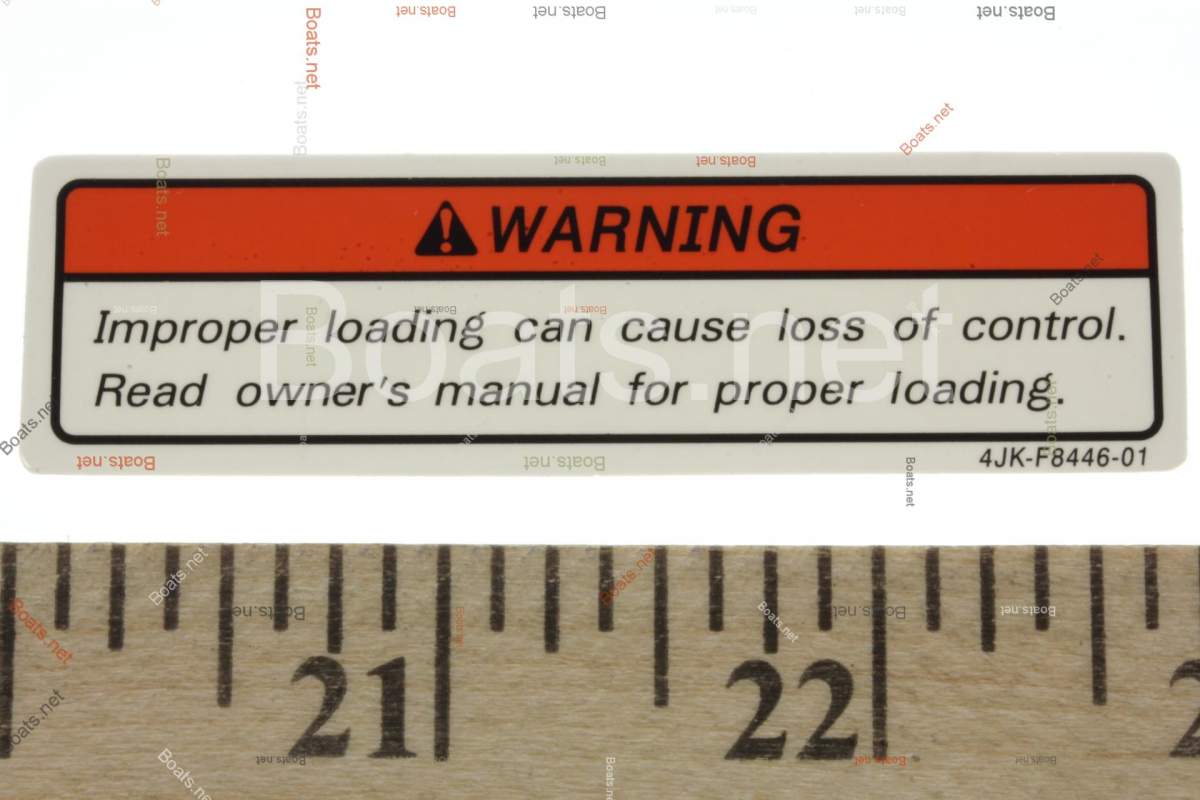 WARNING
Improper loading can cause loss of control.
Read owner's manual for proper loading.
4JK-F8446-01
21
22
Boats.net